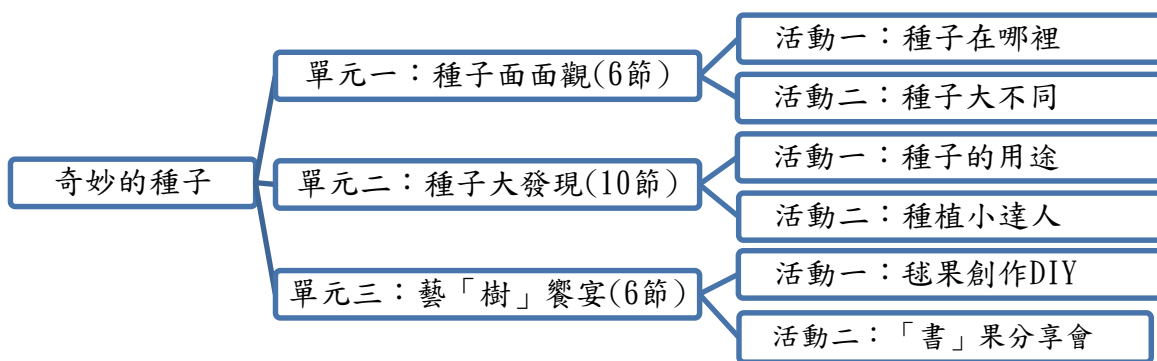 奇妙的種子
單元一：種子面面觀(6節)
活動一：種子在哪裡
活動二：種子大不同
單元二：種子大發現(10節)
活動一：種子的用途
活動二：種植小達人
單元三：藝「樹」饗宴(6節)
活動一：毬果創作DIY
活動二：「書」果分享會